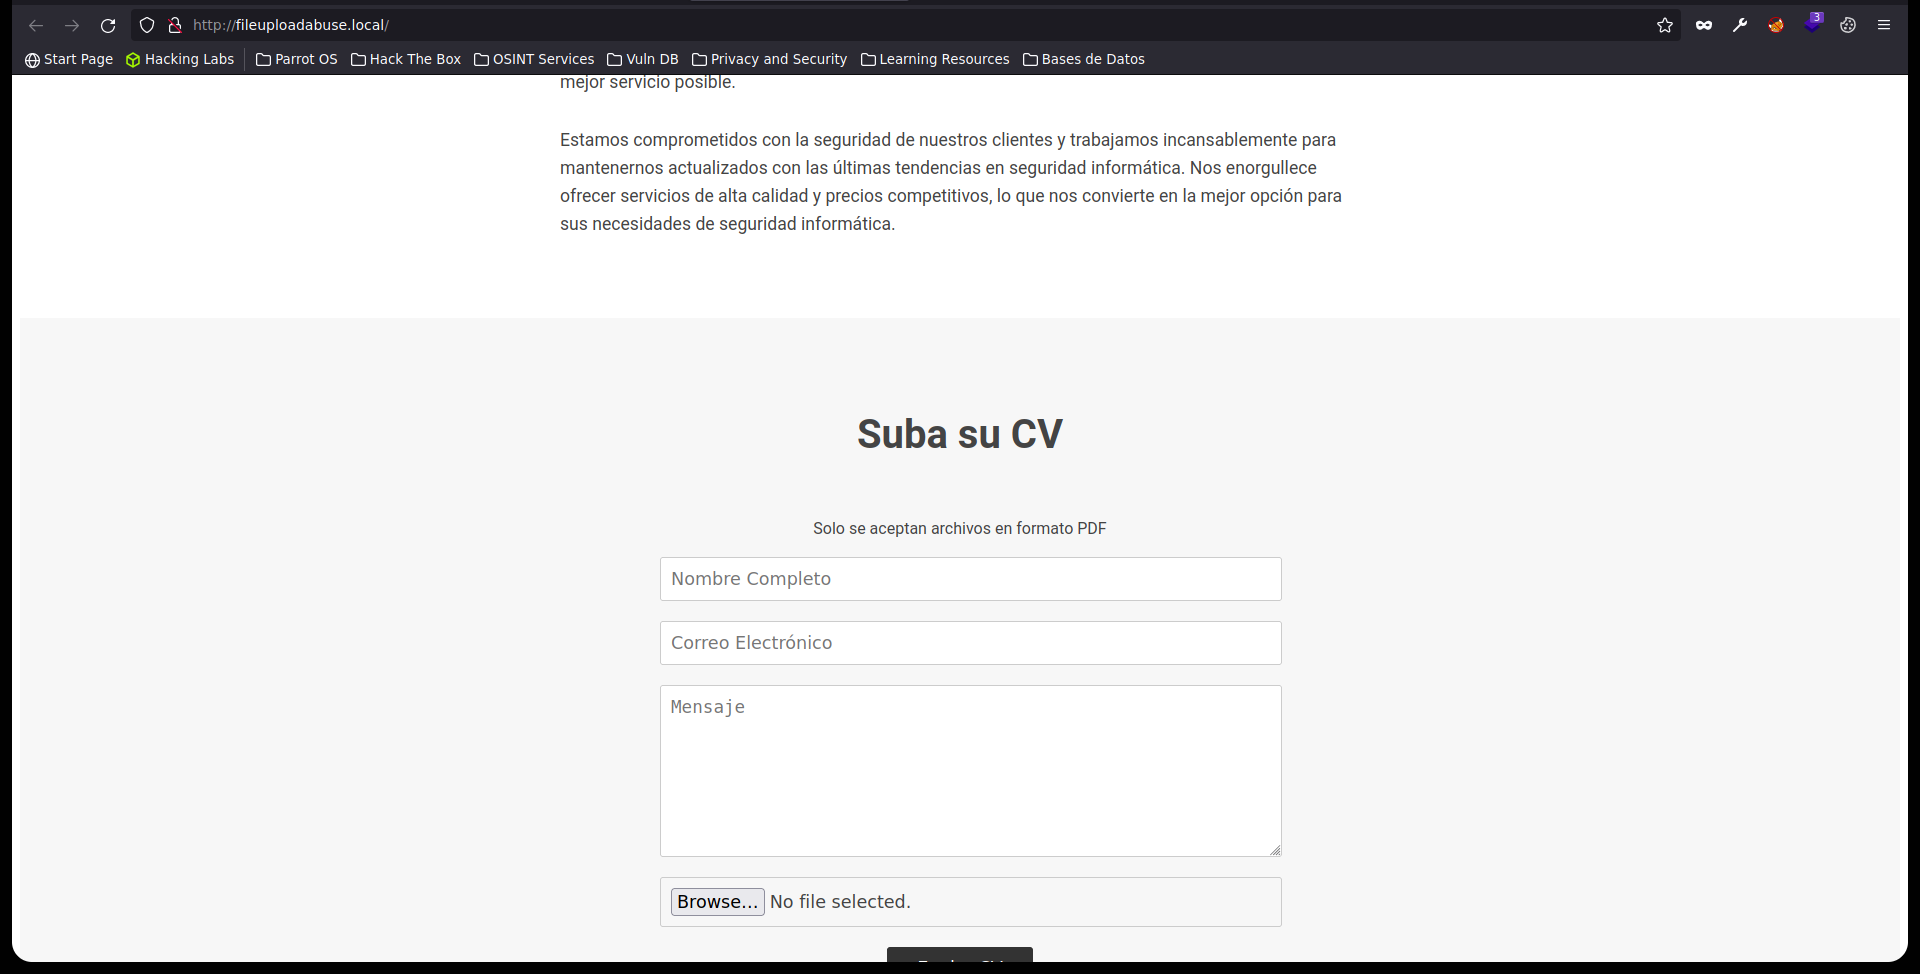 http://fileuploadabuse.local/
3
Start Page Hacking Labs Parrot OS Hack The Box OSINT Services Vuln DB Privacy and Security Learning Resources Bases de Datos
mejor servicio posible.
Estamos comprometidos con la seguridad de nuestros clientes y trabajamos incansablemente para
mantenernos actualizados con las últimas tendencias en seguridad informática. Nos enorgullece
ofrecer servicios de alta calidad y precios competitivos, lo que nos convierte en la mejor opción para
sus necesidades de seguridad informática.
Suba su CV
Solo se aceptan archivos en formato PDF
Nombre Completo
Correo Electrónico
Mensaje
Browse... No file selected.